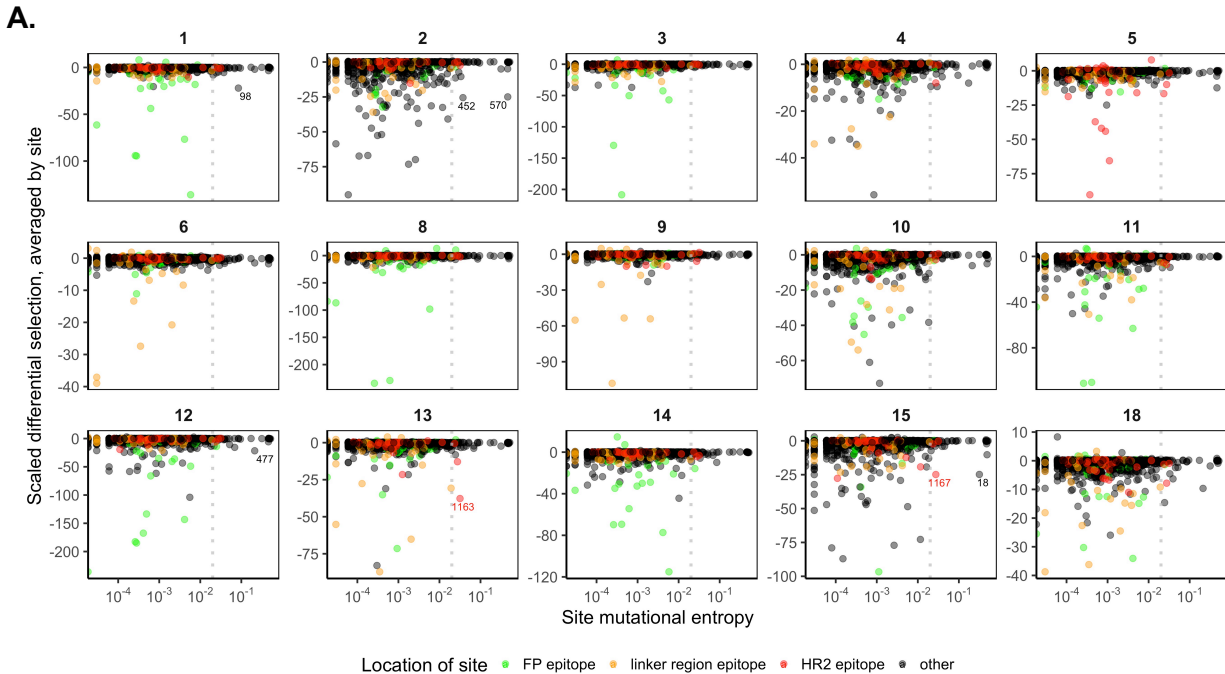 A.
1 2 3 4 5
0 -50 -100
98
0 -25 -50 -75
452 570
0 -50 -100 -150 -200
0 -20 -40
0 -25 -50 -75
6 8 9 10 11
0 -10 -20 -30 -40
0 -100 -200
0 -30 -60 -90
0 -20 -40 -60
0 -40 -80
12 13 14 15 18
0 -50 -100 -150 -200
477
0 -25 -50 -75
1163
0 -40 -80 -120
0 -25 -50 -75 -100
1167 18
10 0 -10 -20 -30 -40
10⁻⁴ 10⁻³ 10⁻² 10⁻¹ 10⁻⁴ 10⁻³ 10⁻² 10⁻¹ 10⁻⁴ 10⁻³ 10⁻² 10⁻¹ 10⁻⁴ 10⁻³ 10⁻² 10⁻¹ 10⁻⁴ 10⁻³ 10⁻² 10⁻¹
Scaled differential selection, averaged by site
Site mutational entropy
Location of site a FP epitope a linker region epitope a HR2 epitope a other